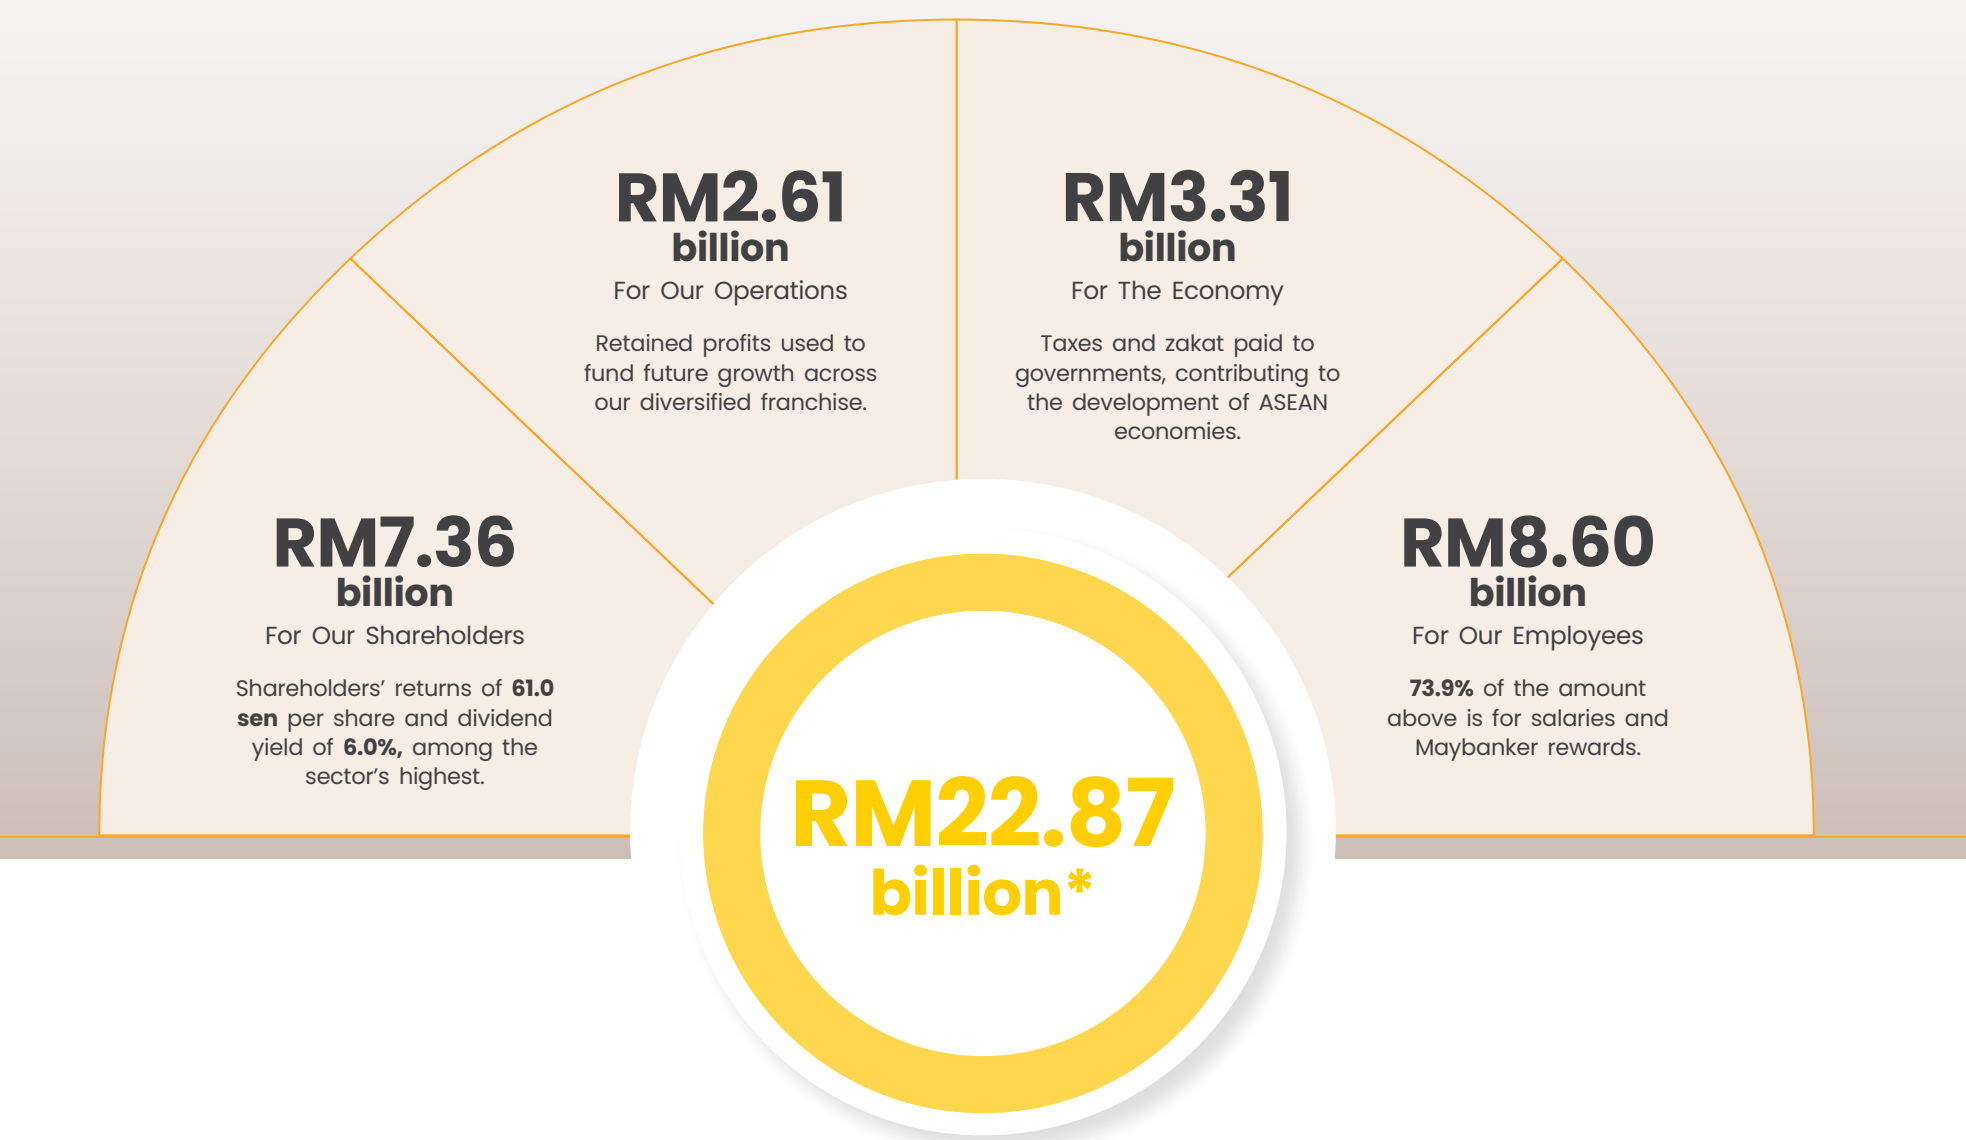 RM2.61
billion
For Our Operations
Retained profits used to
fund future growth across
our diversified franchise.
RM3.31
billion
For The Economy
Taxes and zakat paid to
governments, contributing to
the development of ASEAN
economies.
RM7.36
billion
For Our Shareholders
Shareholders’ returns of 61.0
sen per share and dividend
yield of 6.0%, among the
sector’s highest.
RM8.60
billion
For Our Employees
73.9% of the amount
above is for salaries and
Maybanker rewards.
RM22.87
billion*